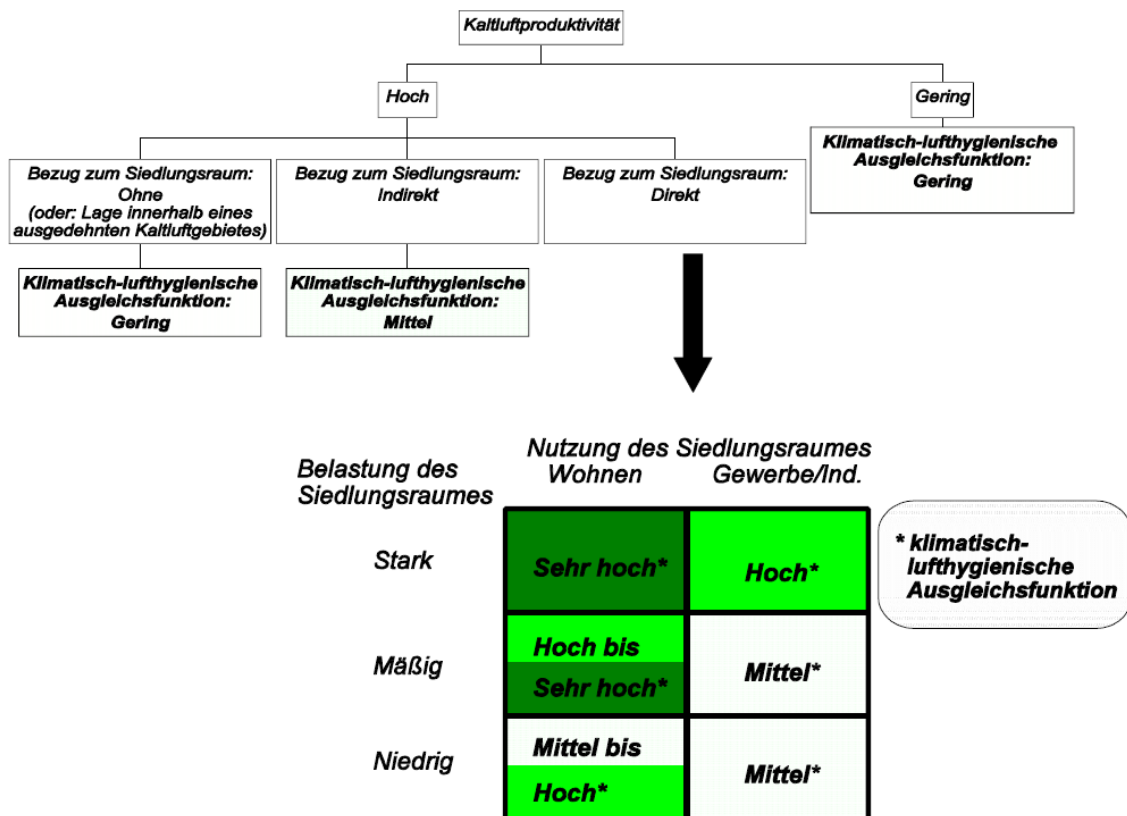 Kaltluftproduktivität
Hoch
Gering
Klimatisch-lufthygienische
Ausgleichsfunktion:
Gering
Bezug zum Siedlungsraum:
Ohne
(oder: Lage innerhalb eines
ausgedehnten Kaltluftgebietes)
Bezug zum Siedlungsraum:
Indirekt
Bezug zum Siedlungsraum:
Direkt
Klimatisch-lufthygienische
Ausgleichsfunktion:
Gering
Klimatisch-lufthygienische
Ausgleichsfunktion:
Mittel
Nutzung des Siedlungsraumes
Wohnen Gewerbe/Ind.
Belastung des
Siedlungsraumes
Stark
Sehr hoch*
Hoch*
* klimatisch-
lufthygienische
Ausgleichsfunktion
Mäßig
Hoch bis
Sehr hoch*
Mittel*
Niedrig
Mittel bis
Hoch*
Mittel*